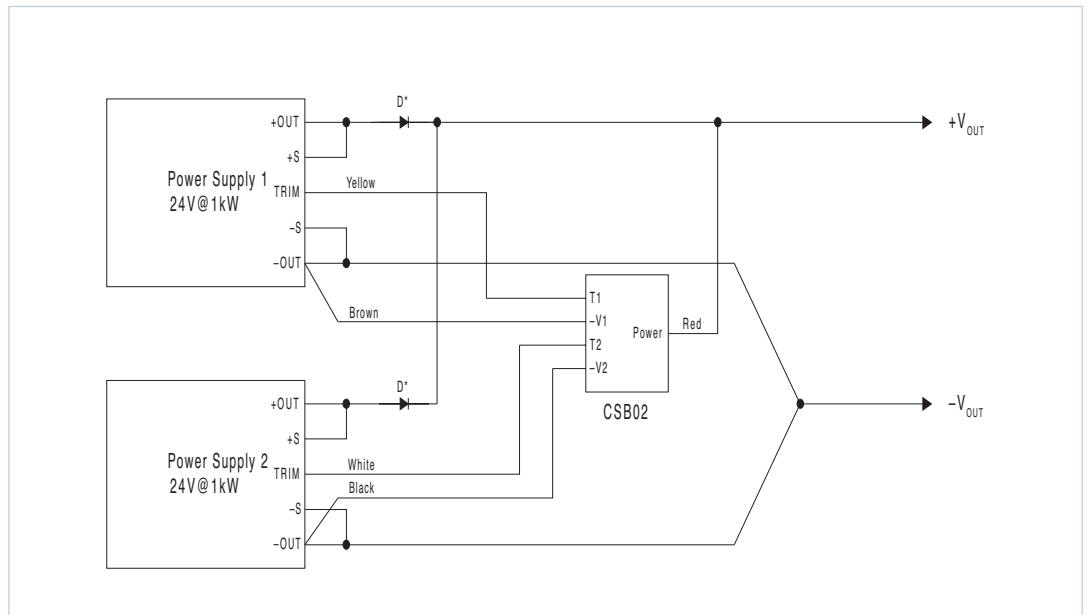 D*
+OUT
+V_OUT
+S
Power Supply 1
24V@1kW
TRIM
Yellow
–S
–OUT
T1
Brown
–V1
Power
Red
T2
–V2
D*
+OUT
CSB02
–V_OUT
+S
Power Supply 2
24V@1kW
TRIM
White
Black
–S
–OUT